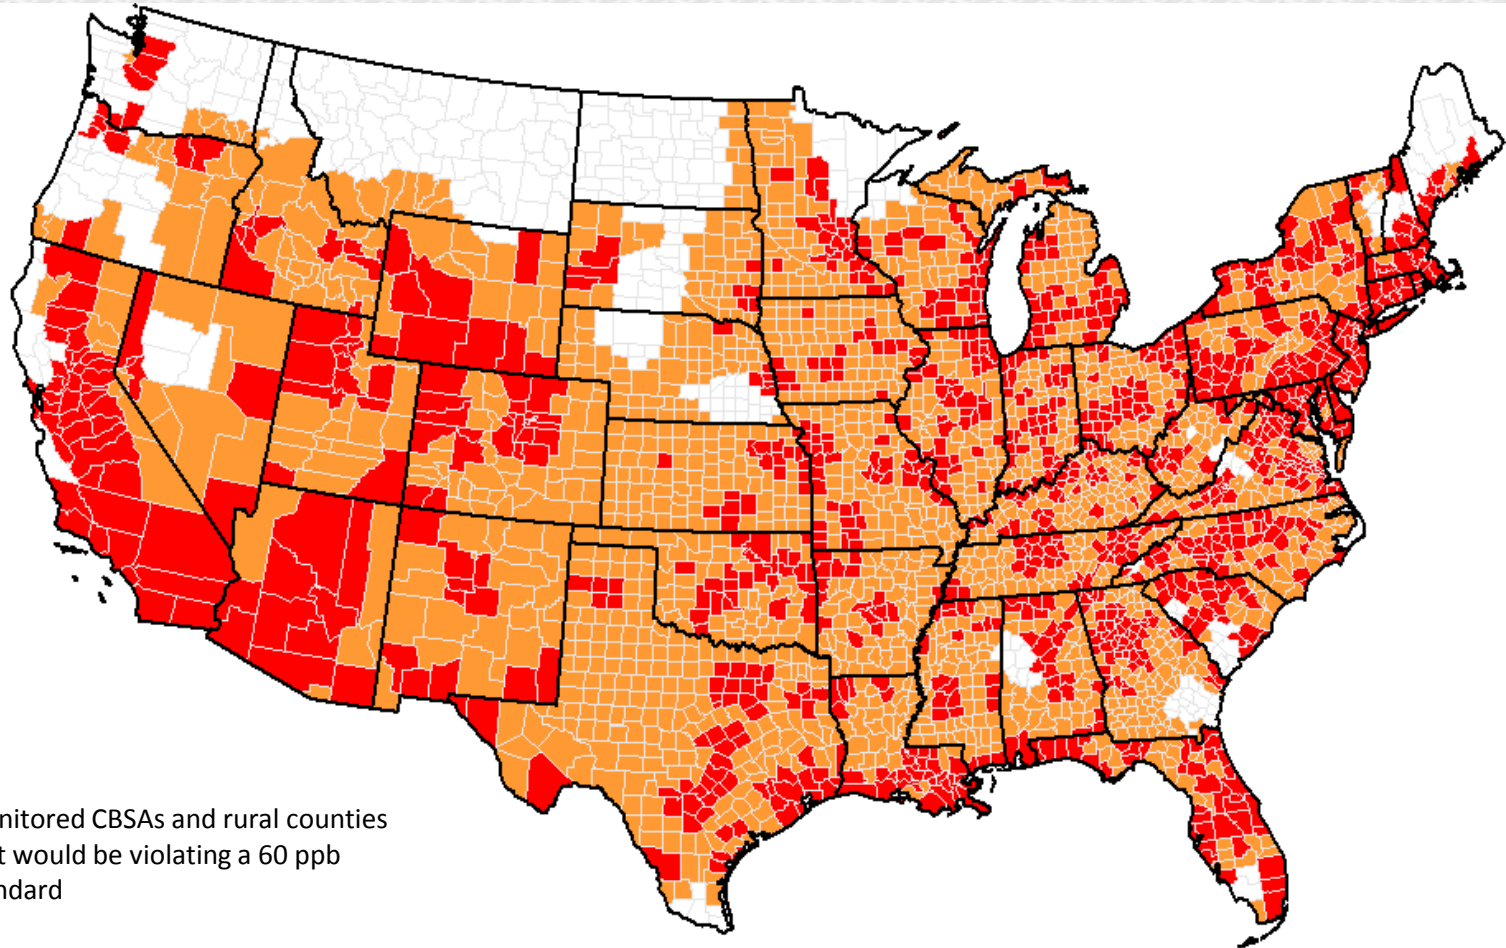 nitored CBSAs and rural counties
t would be violating a 60 ppb
ndard